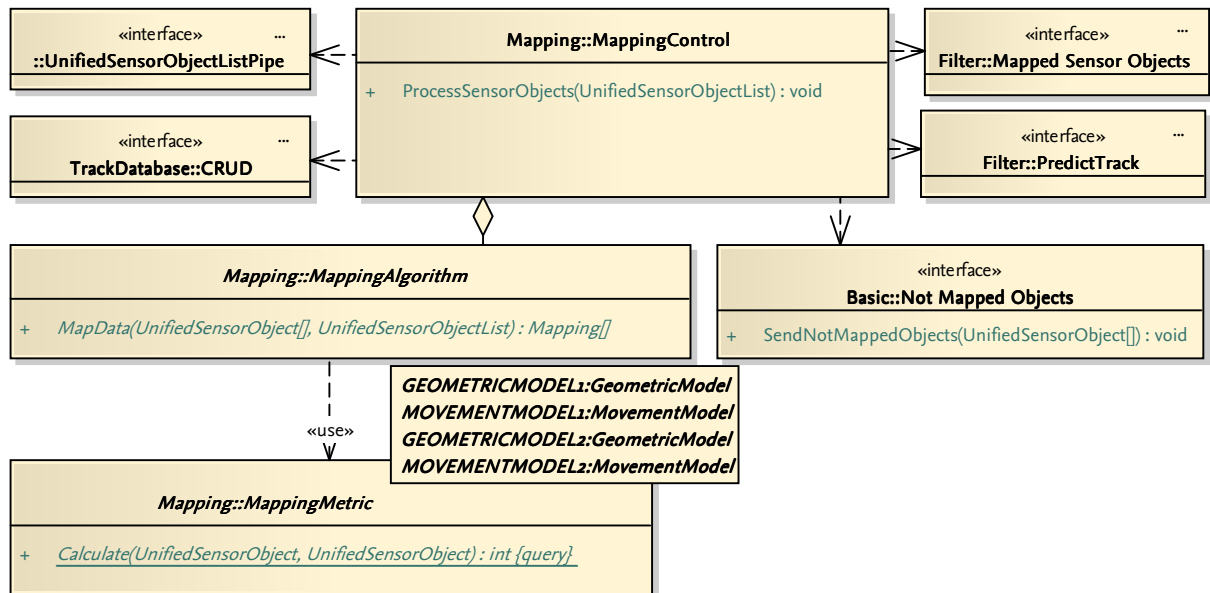 «interface» ...
::UnifiedSensorObjectListPipe
Mapping::MappingControl
+ ProcessSensorObjects(UnifiedSensorObjectList) : void
«interface» ...
Filter::Mapped Sensor Objects
«interface» ...
TrackDatabase::CRUD
«interface» ...
Filter::PredictTrack
Mapping::MappingAlgorithm
+ MapData(UnifiedSensorObject[], UnifiedSensorObjectList) : Mapping[]
«interface»
Basic::Not Mapped Objects
+ SendNotMappedObjects(UnifiedSensorObject[]) : void
«use»
GEOMETRICMODEL1:GeometricModel
MOVEMENTMODEL1:MovementModel
GEOMETRICMODEL2:GeometricModel
MOVEMENTMODEL2:MovementModel
Mapping::MappingMetric
+ Calculate(UnifiedSensorObject, UnifiedSensorObject) : int {query}